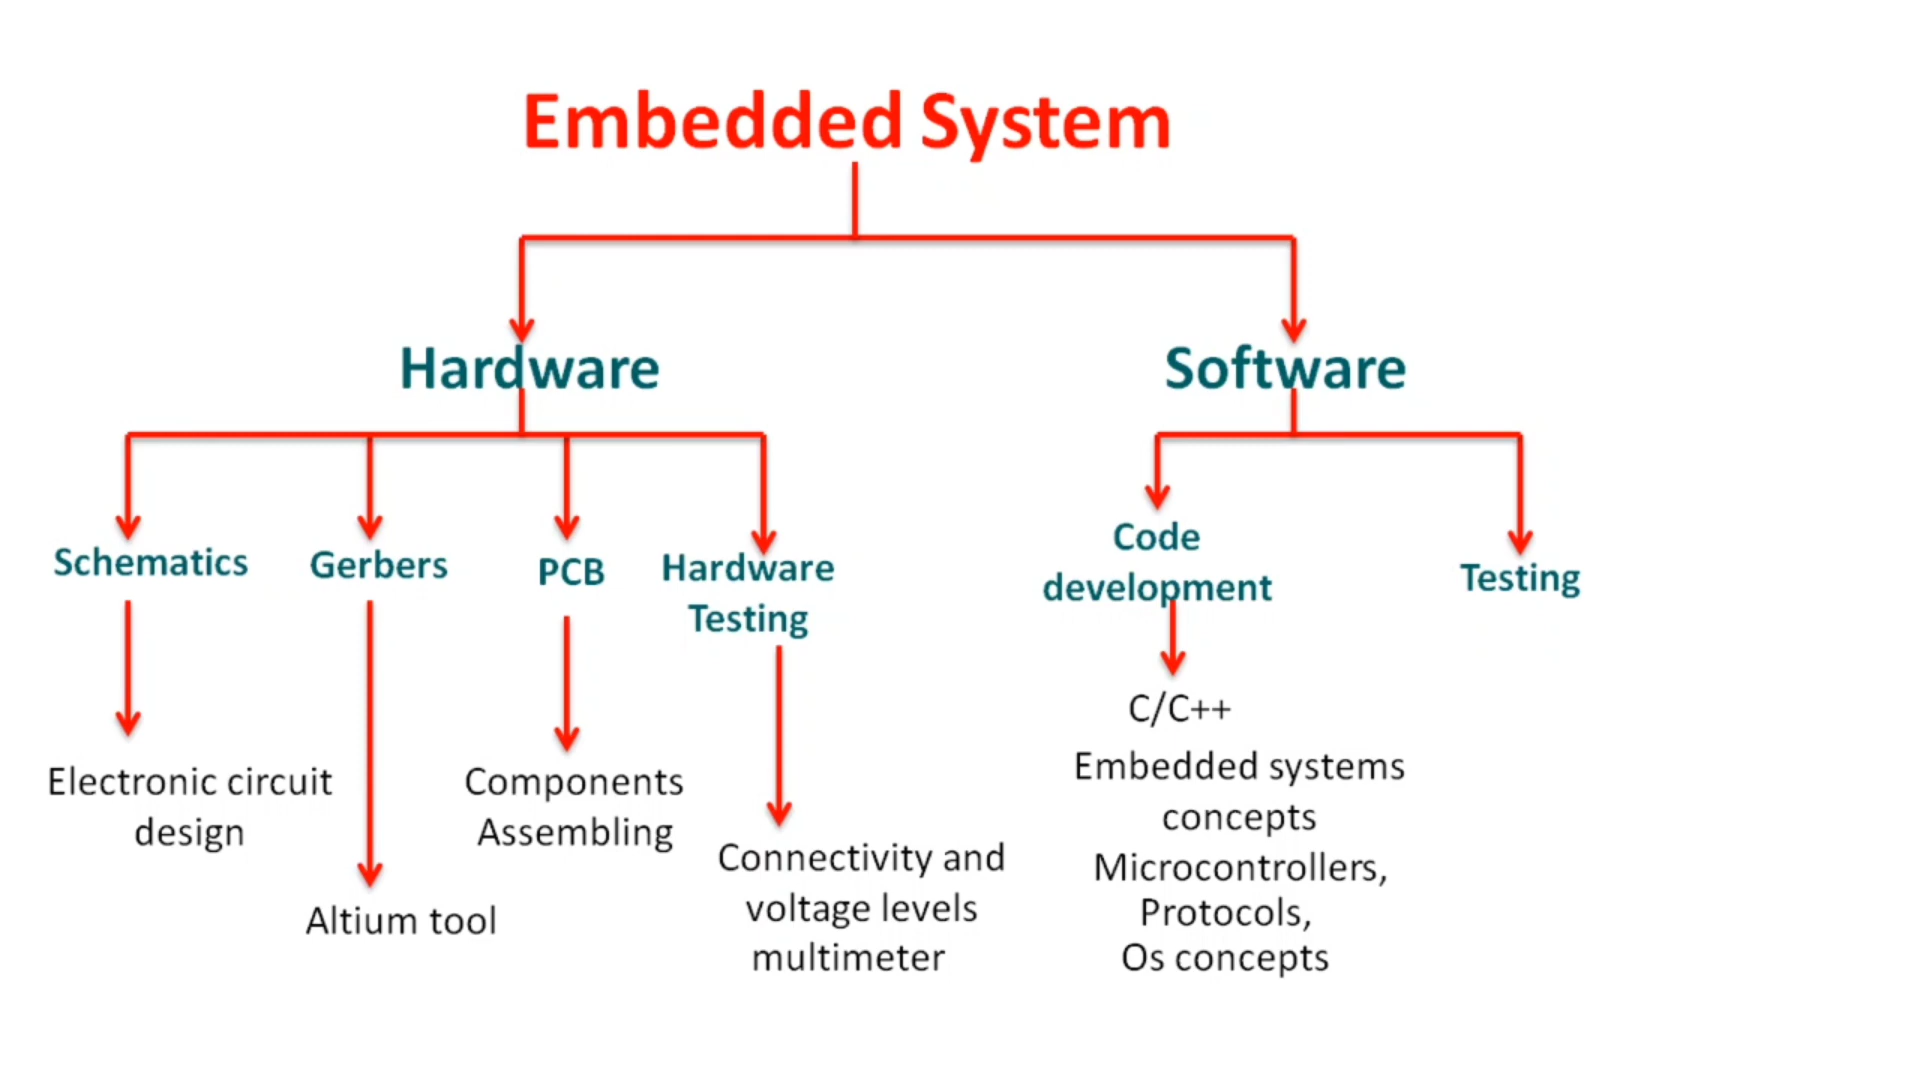 Embedded System
Hardware
Software
Schematics
Gerbers
PCB
Hardware
Testing
Code
development
Testing
Electronic circuit
design
Altium tool
Components
Assembling
Connectivity and
voltage levels
multimeter
C/C++
Embedded systems
concepts
Microcontrollers,
Protocols,
Os concepts